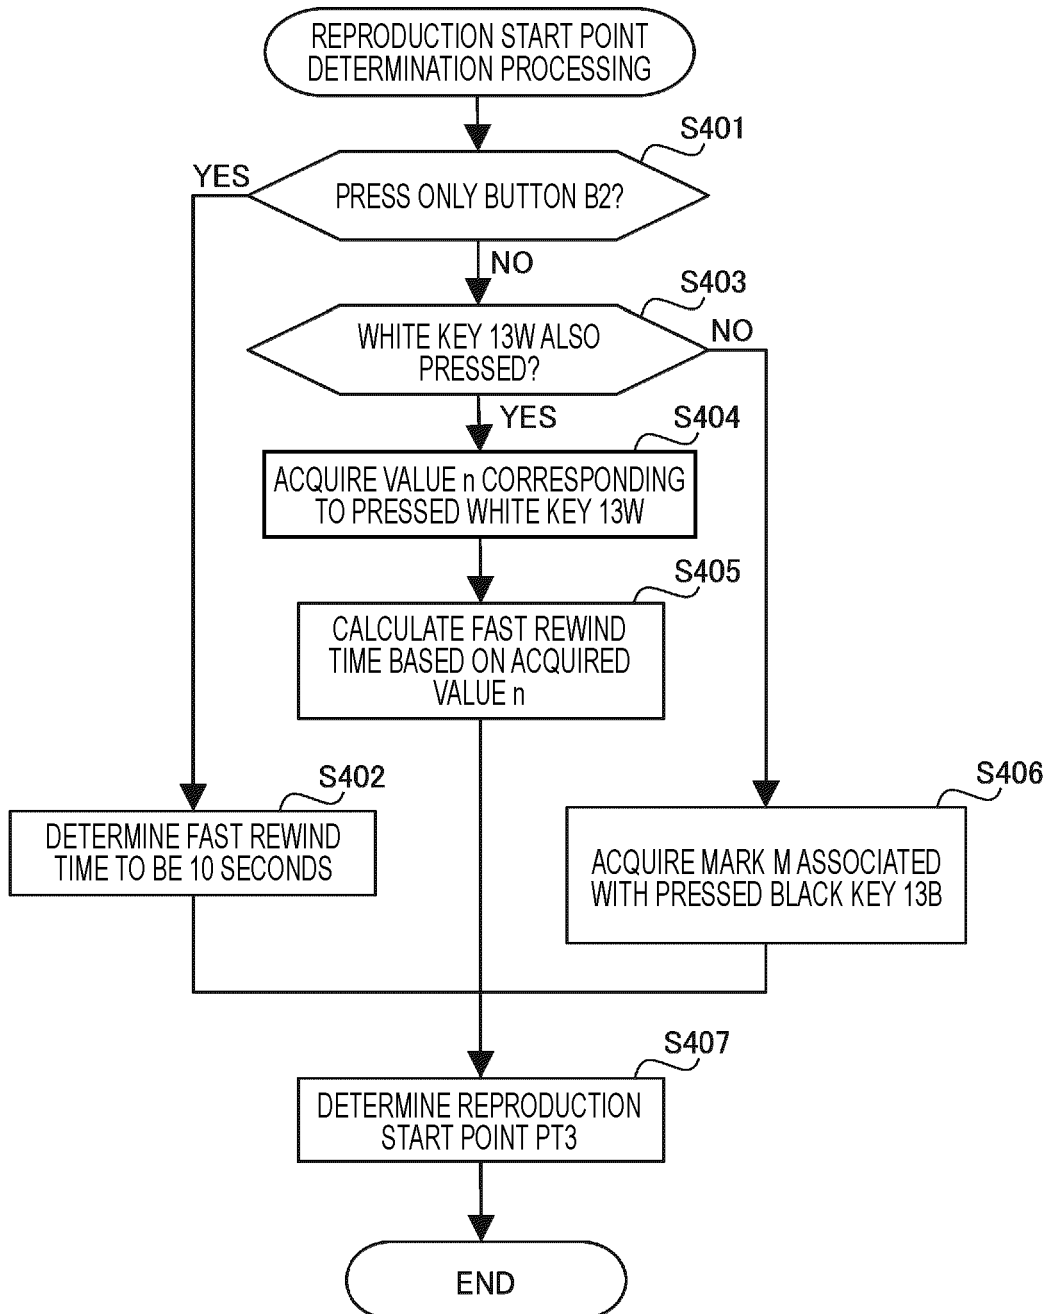 REPRODUCTION START POINT
DETERMINATION PROCESSING
S401
YES
PRESS ONLY BUTTON B2?
NO
S403
WHITE KEY 13W ALSO
PRESSED?
NO
YES
S404
ACQUIRE VALUE n CORRESPONDING
TO PRESSED WHITE KEY 13W
S405
CALCULATE FAST REWIND
TIME BASED ON ACQUIRED
VALUE n
S402
DETERMINE FAST REWIND
TIME TO BE 10 SECONDS
S406
ACQUIRE MARK M ASSOCIATED
WITH PRESSED BLACK KEY 13B
S407
DETERMINE REPRODUCTION
START POINT PT3
END